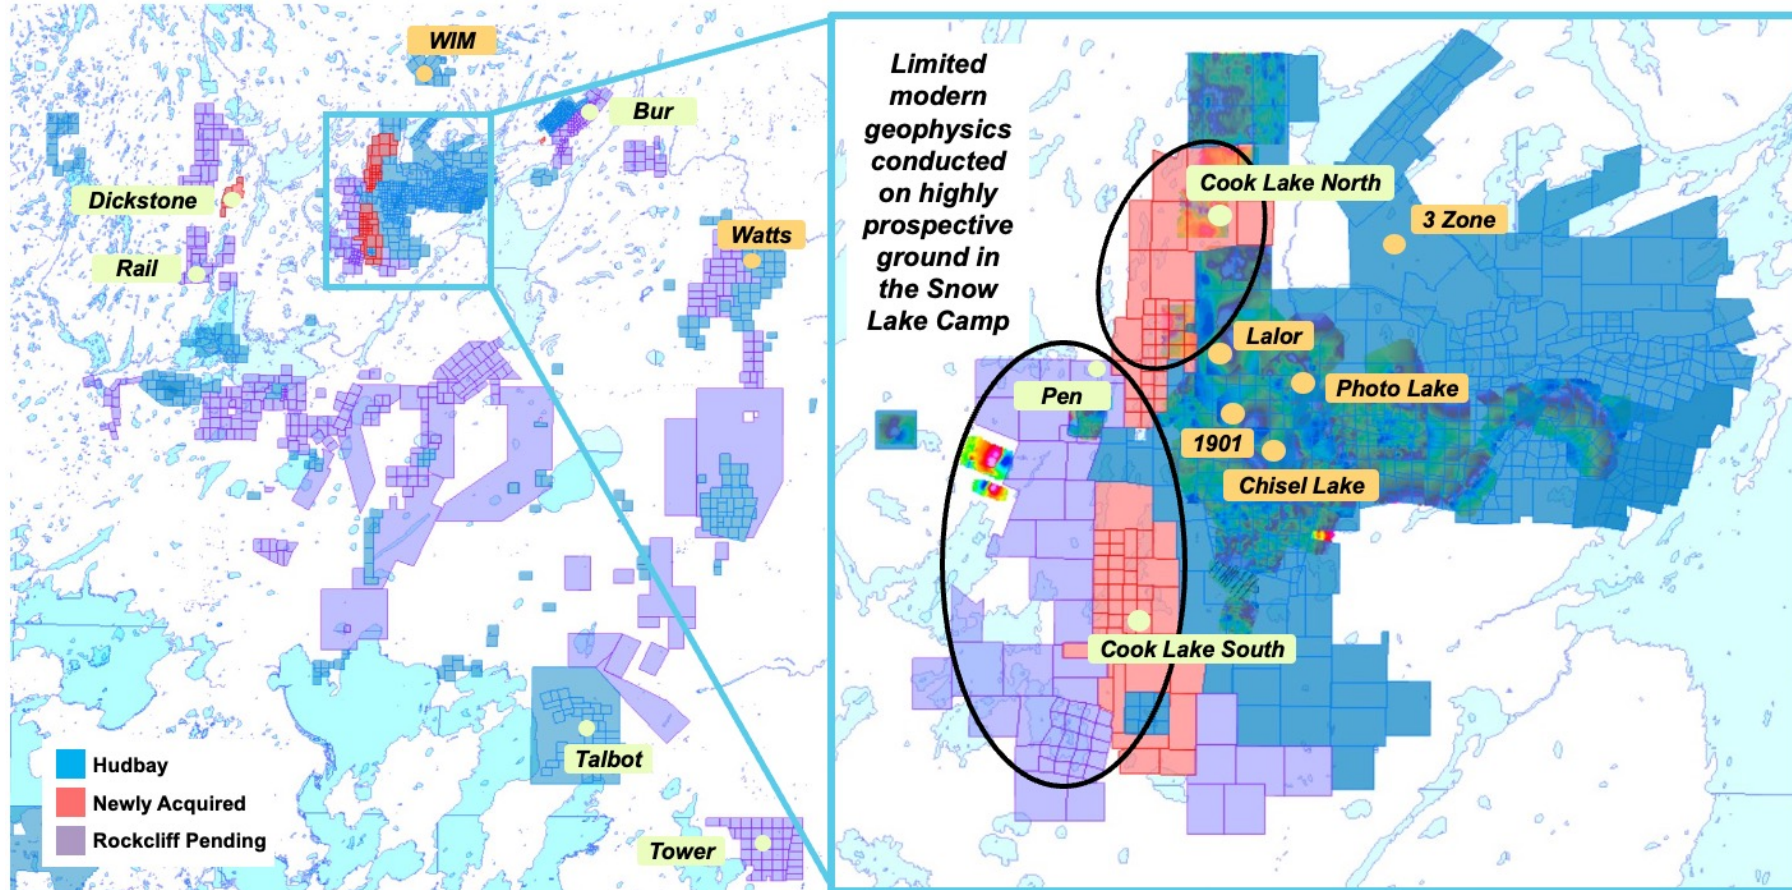 WIM
Bur
Dickstone
Rail
Watts
Talbot
Tower
Hudbay
Newly Acquired
Rockcliff Pending
Limited
modern
geophysics
conducted
on highly
prospective
ground in
the Snow
Lake Camp
Cook Lake North
3 Zone
Lalor
Photo Lake
Pen
1901
Chisel Lake
Cook Lake South